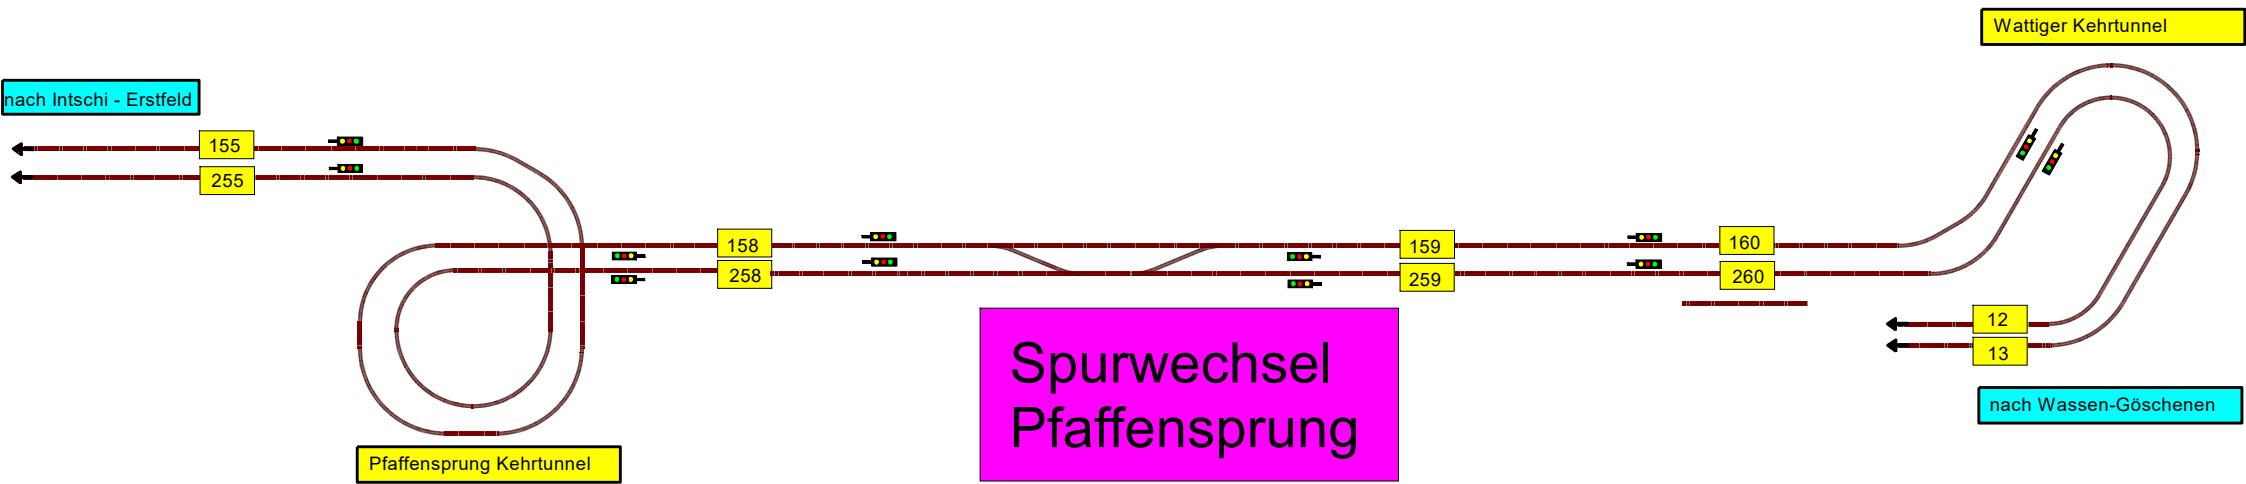 Wattiger Kehrtunnel
nach Intschi - Erstfeld
155
255
158
258
159
259
160
260
12
13
Spurwechsel
Pfaffensprung
nach Wassen-Göschenen
Pfaffensprung Kehrtunnel